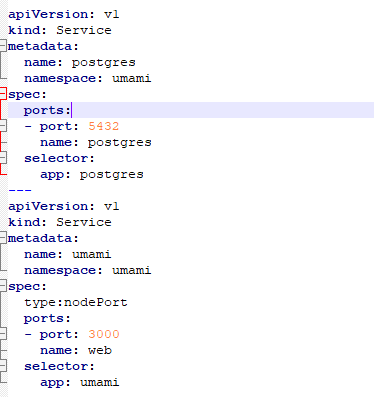 apiVersion: v1
kind: Service
metadata:
  name: postgres
  namespace: umami
spec:
  ports:
  - port: 5432
    name: postgres
  selector:
    app: postgres
---
apiVersion: v1
kind: Service
metadata:
  name: umami
  namespace: umami
spec:
  type:nodePort
  ports:
  - port: 3000
    name: web
  selector:
    app: umami